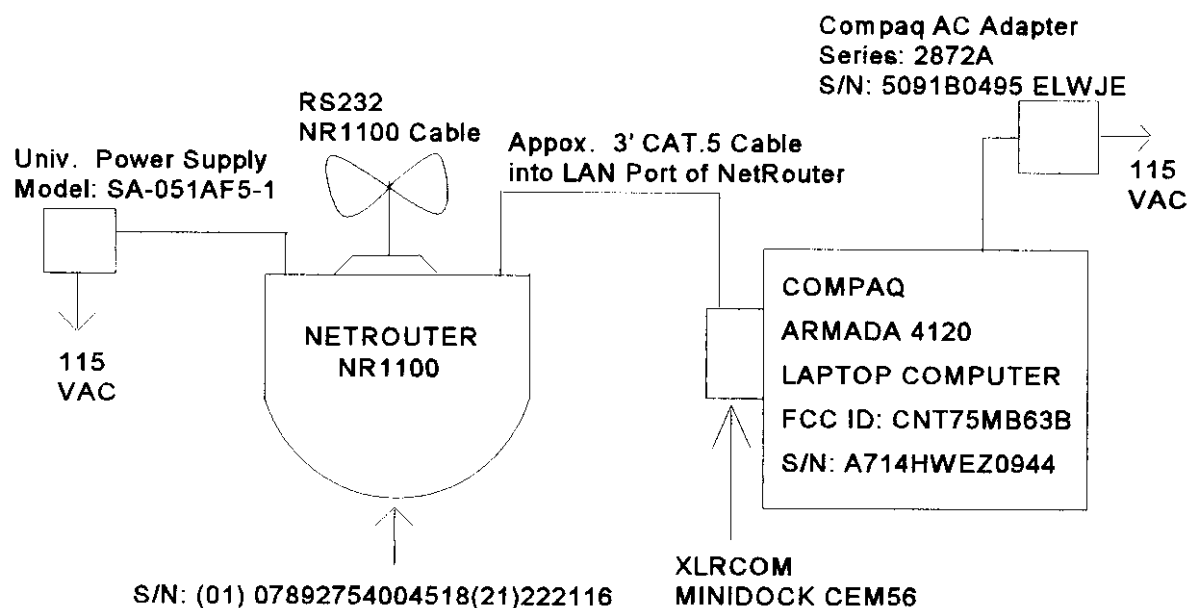 Compaq AC Adapter
Series: 2872A
S/N: 5091B0495 ELWJE
RS232
NR1100 Cable
Appox. 3' CAT.5 Cable
into LAN Port of NetRouter
Univ. Power Supply
Model: SA-051AF5-1
115
VAC
115
VAC
NETROUTER
NR1100
COMPAQ
ARMADA 4120
LAPTOP COMPUTER
FCC ID: CNT75MB63B
S/N: A714HWEZ0944
XLRCOM
MINIDOCK CEM56
S/N: (01) 07892754004518(21)222116